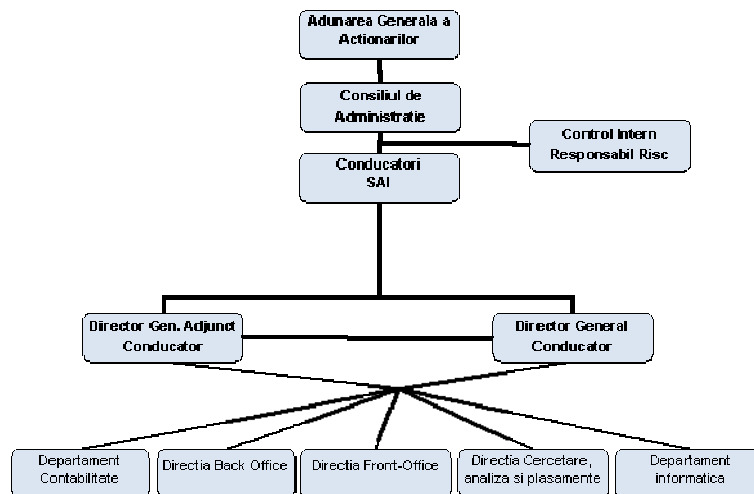 Adunarea Generala a
Actionarilor
Consiliul de
Administratie
Control Intern
Responsabil Risc
Conducatori
SAI
Director Gen. Adjunct
Conducator
Director General
Conducator
Departament
Contabilitate
Directia Back Office
Directia Front-Office
Directia Cercetare,
analiza si plasamente
Departament
informatica